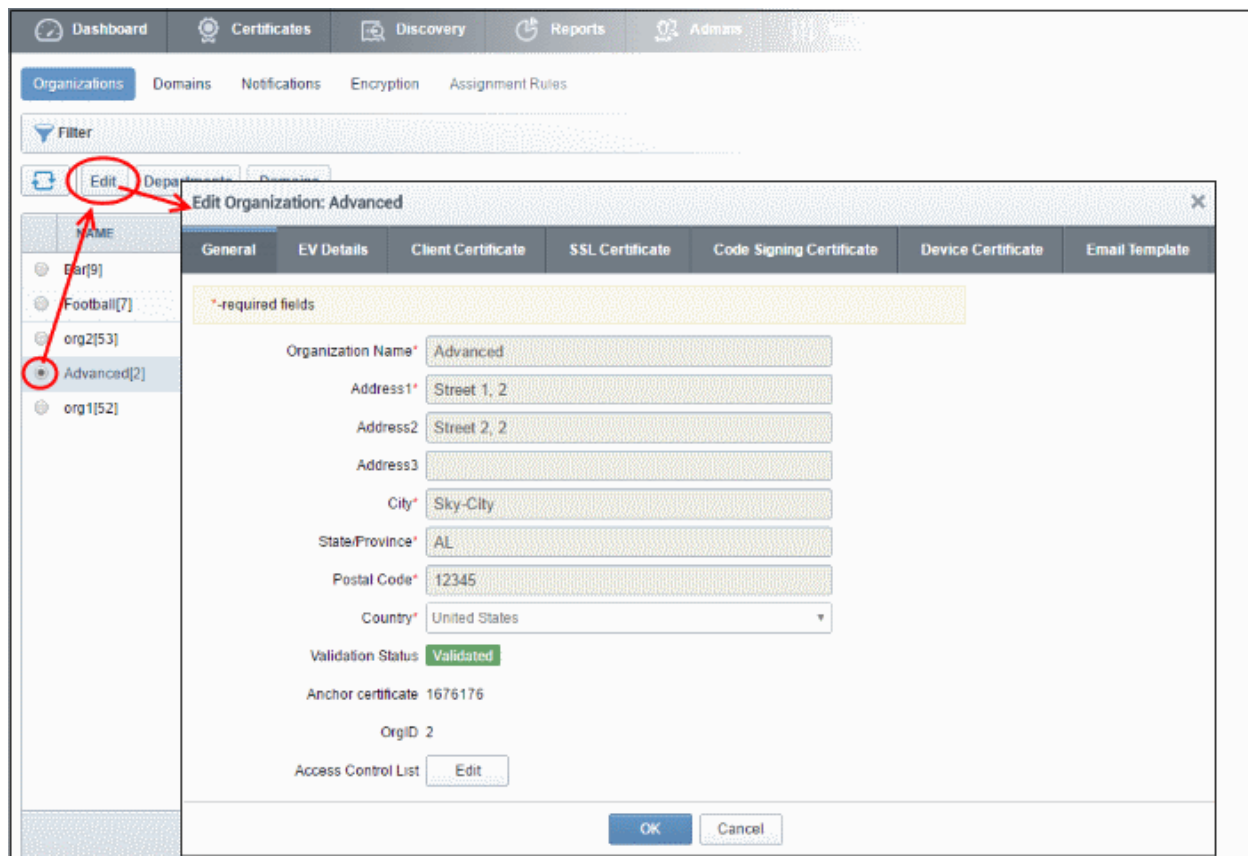 Dashboard Certificates Discovery Reports Admins
Organizations Domains Notifications Encryption Assignment Rules
Filter
Edit Departments Domains
Edit Organization: Advanced
NAME
General EV Details Client Certificate SSL Certificate Code Signing Certificate Device Certificate Email Template
Bar[9]
Football[7]
org2[53]
Advanced[2]
org1[52]
*-required fields
Organization Name* Advanced
Address1* Street 1, 2
Address2 Street 2, 2
Address3
City* Sky-City
State/Province* AL
Postal Code* 12345
Country* United States
Validation Status Validated
Anchor certificate 1676176
OrgID 2
Access Control List Edit
OK Cancel